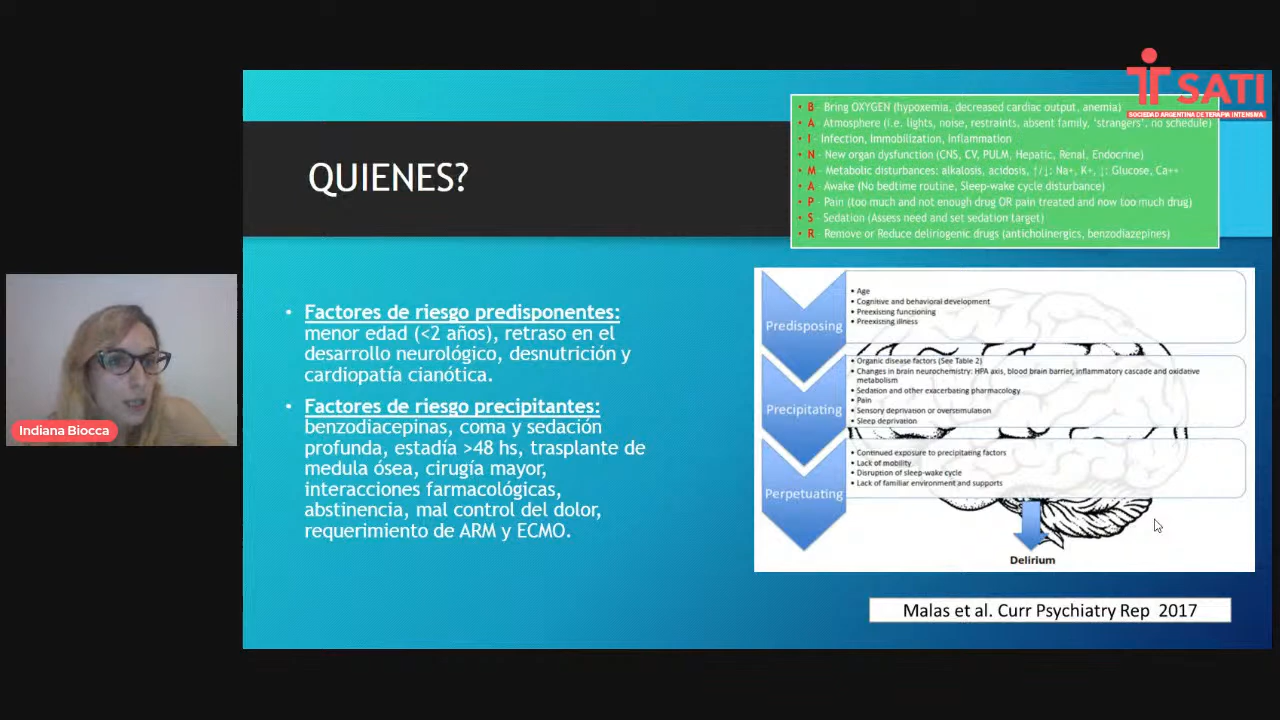 SATI
SOCIEDAD ARGENTINA DE TERAPIA INTENSIVA
• B - Bring OXYGEN (hypoxemia, decreased cardiac output, anemia)
• A - Atmosphere (i.e. lights, noise, restraints, absent family, 'strangers', no schedule)
• I - Infection, Immobilization, Inflammation
• N - New organ dysfunction (CNS, CV, PULM, Hepatic, Renal, Endocrine)
• M - Metabolic disturbances: alkalosis, acidosis, ↑/↓: Na+, K+, ↓: Glucose, Ca++
• A - Awake (No bedtime routine, Sleep-wake cycle disturbance)
• P - Pain (too much and not enough drug OR pain treated and now too much drug)
• S - Sedation (Assess need and set sedation target)
• R - Remove or Reduce deliriogenic drugs (anticholinergics, benzodiazepines)
QUIENES?
• Factores de riesgo predisponentes:
menor edad (<2 años), retraso en el
desarrollo neurológico, desnutrición y
cardiopatía cianótica.
• Factores de riesgo precipitantes:
benzodiacepinas, coma y sedación
profunda, estadía >48 hs, trasplante de
medula ósea, cirugía mayor,
interacciones farmacológicas,
abstinencia, mal control del dolor,
requerimiento de ARM y ECMO.
Predisposing
• Age
• Cognitive and behavioral development
• Preexisting functioning
• Preexisting illness
Precipitating
• Organic disease factors (See Table 2)
• Changes in brain neurochemistry: HPA axis, blood brain barrier, inflammatory cascade and oxidative
metabolism
• Sedation and other exacerbating pharmacology
• Pain
• Sensory deprivation or overstimulation
• Sleep deprivation
Perpetuating
• Continued exposure to precipitating factors
• Lack of mobility
• Disruption of sleep-wake cycle
• Lack of familiar environment and supports
Delirium
Malas et al. Curr Psychiatry Rep 2017
Indiana Biocca